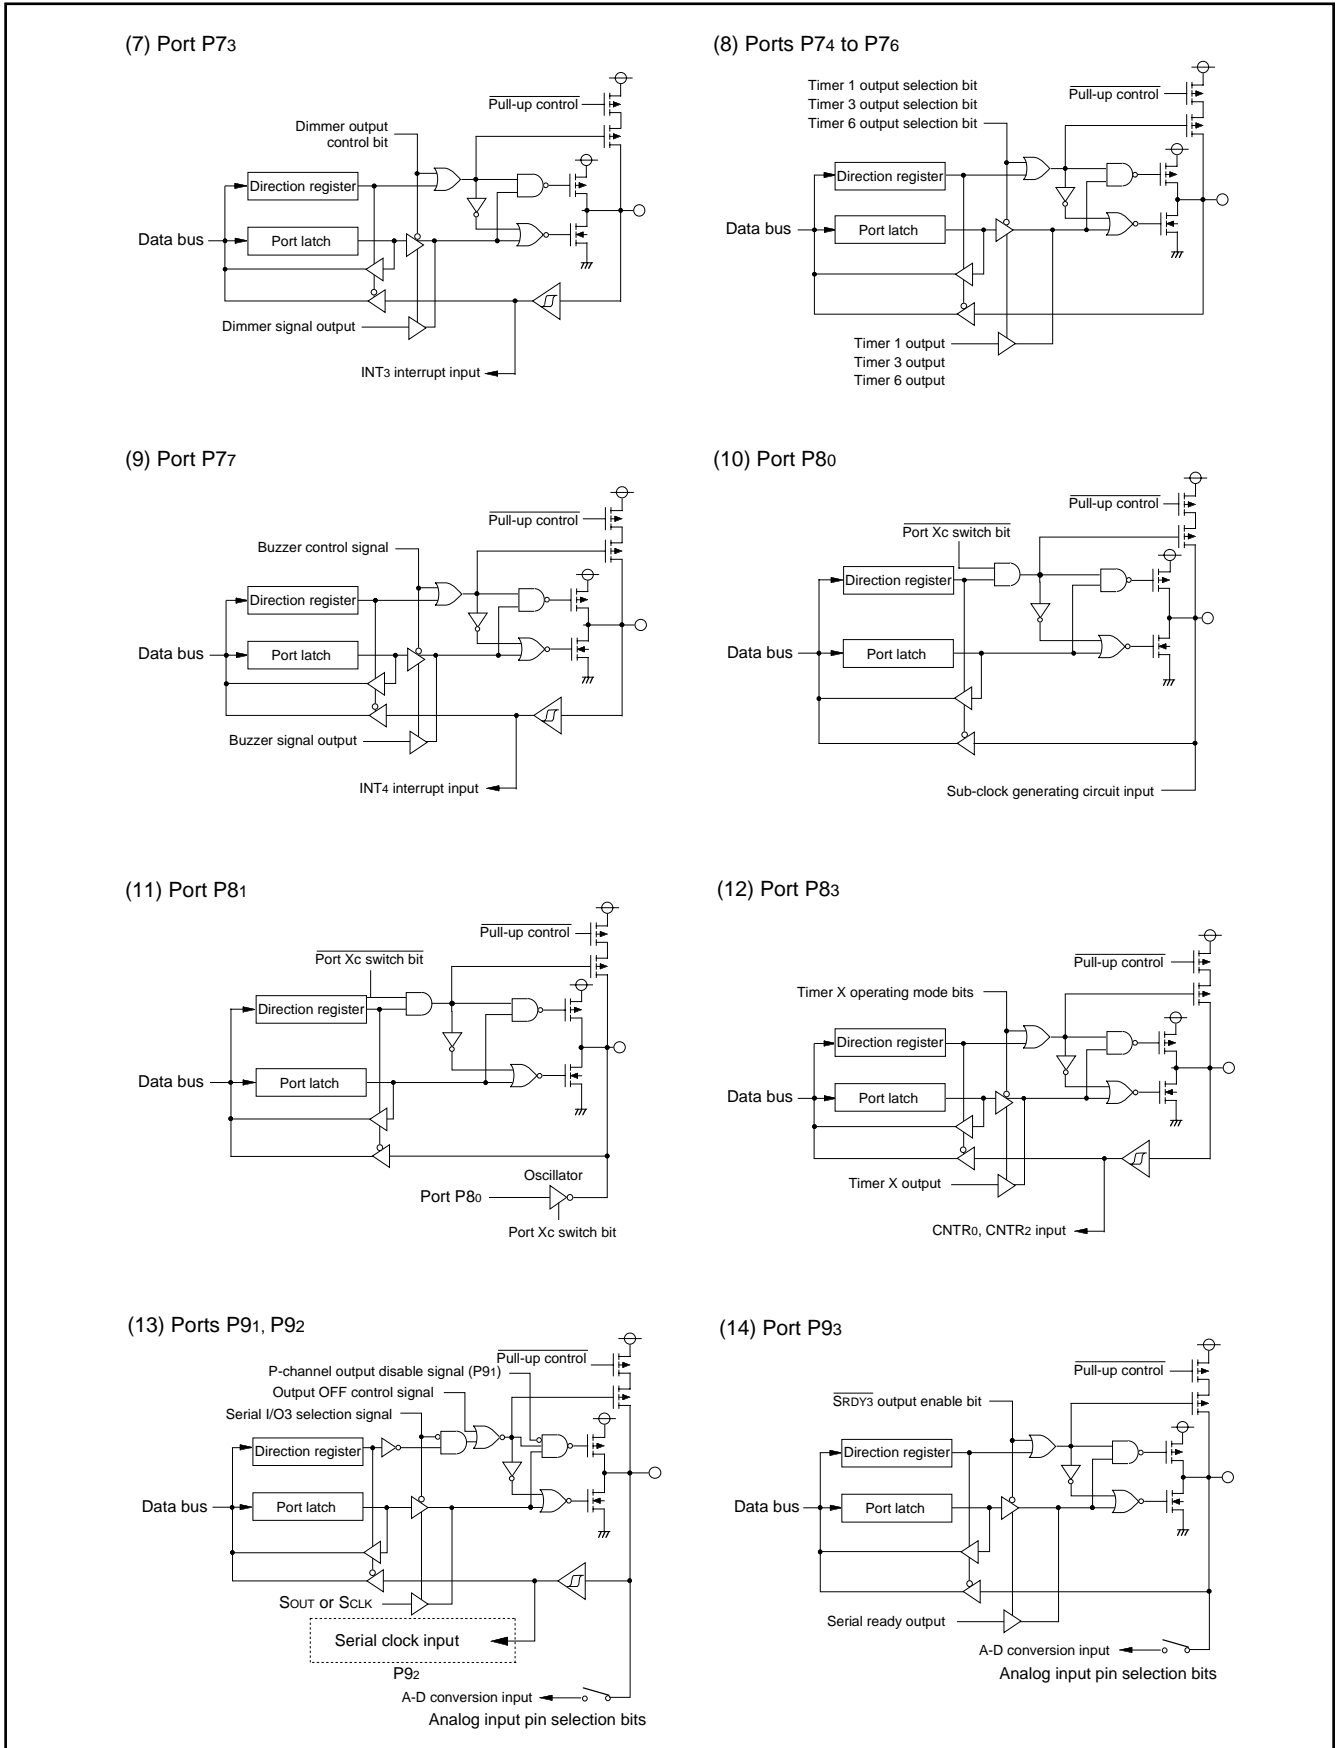 (7) Port P73
Pull-up control
Dimmer output
control bit
Direction register
Data bus
Port latch
Dimmer signal output
INT3 interrupt input
(8) Ports P74 to P76
Timer 1 output selection bit
Timer 3 output selection bit
Timer 6 output selection bit
Pull-up control
Direction register
Data bus
Port latch
Timer 1 output
Timer 3 output
Timer 6 output
(9) Port P77
Pull-up control
Buzzer control signal
Direction register
Data bus
Port latch
Buzzer signal output
INT4 interrupt input
(10) Port P80
Pull-up control
Port Xc switch bit
Direction register
Data bus
Port latch
Sub-clock generating circuit input
(11) Port P81
Pull-up control
Port Xc switch bit
Direction register
Data bus
Port latch
Oscillator
Port P80
Port Xc switch bit
(12) Port P83
Pull-up control
Timer X operating mode bits
Direction register
Data bus
Port latch
Timer X output
CNTR0, CNTR2 input
(13) Ports P91, P92
Pull-up control
P-channel output disable signal (P91)
Output OFF control signal
Serial I/O3 selection signal
Direction register
Data bus
Port latch
SOUT or SCLK
Serial clock input
P92
A-D conversion input
Analog input pin selection bits
(14) Port P93
Pull-up control
SRDY3 output enable bit
Direction register
Data bus
Port latch
Serial ready output
A-D conversion input
Analog input pin selection bits